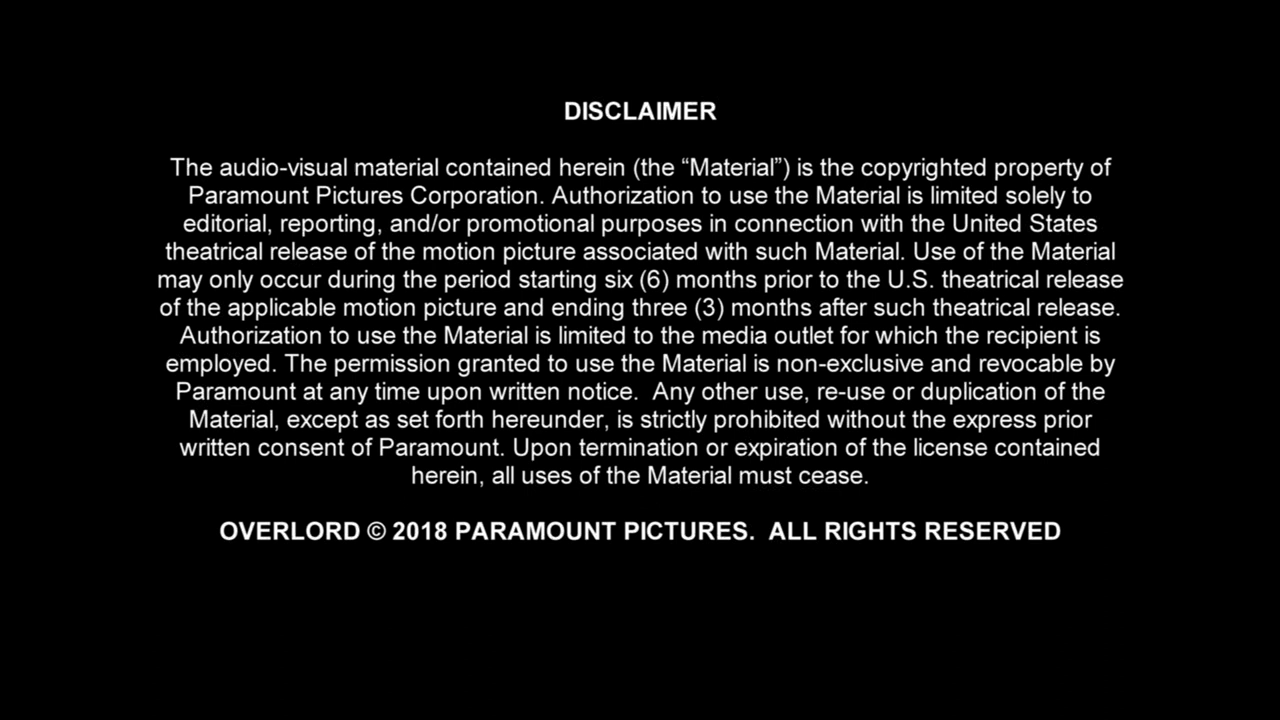 DISCLAIMER
The audio-visual material contained herein (the “Material”) is the copyrighted property of
Paramount Pictures Corporation. Authorization to use the Material is limited solely to
editorial, reporting, and/or promotional purposes in connection with the United States
theatrical release of the motion picture associated with such Material. Use of the Material
may only occur during the period starting six (6) months prior to the U.S. theatrical release
of the applicable motion picture and ending three (3) months after such theatrical release.
Authorization to use the Material is limited to the media outlet for which the recipient is
employed. The permission granted to use the Material is non-exclusive and revocable by
Paramount at any time upon written notice.  Any other use, re-use or duplication of the
Material, except as set forth hereunder, is strictly prohibited without the express prior
written consent of Paramount. Upon termination or expiration of the license contained
herein, all uses of the Material must cease.
OVERLORD © 2018 PARAMOUNT PICTURES.  ALL RIGHTS RESERVED